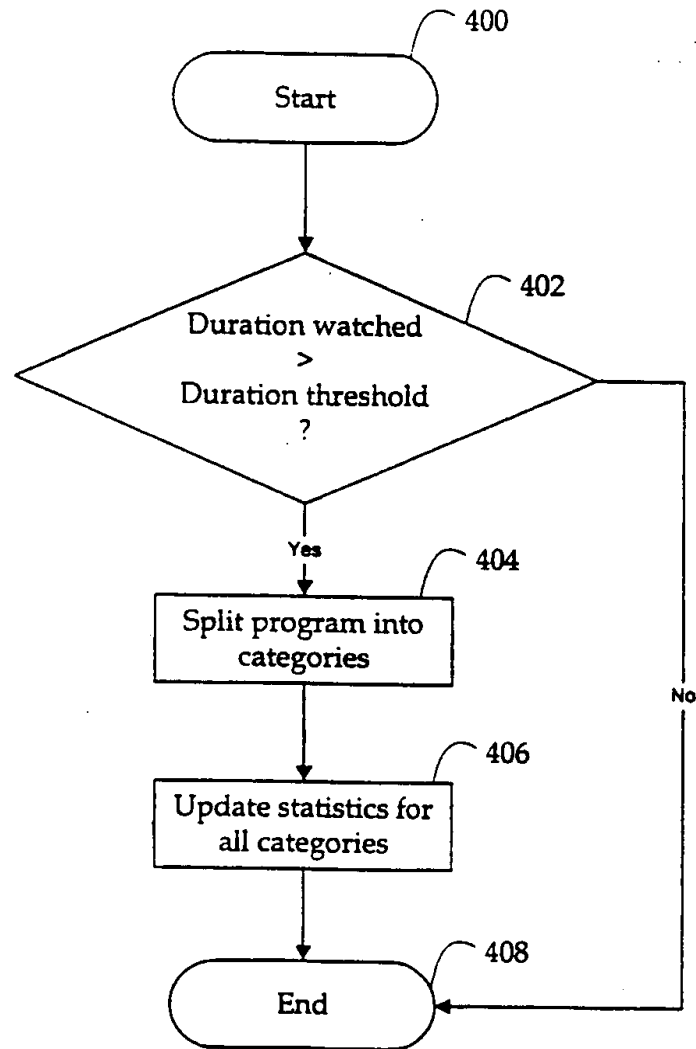 400
Start
402
Duration watched
>
Duration threshold
?
Yes
404
Split program into
categories
No
406
Update statistics for
all categories
408
End